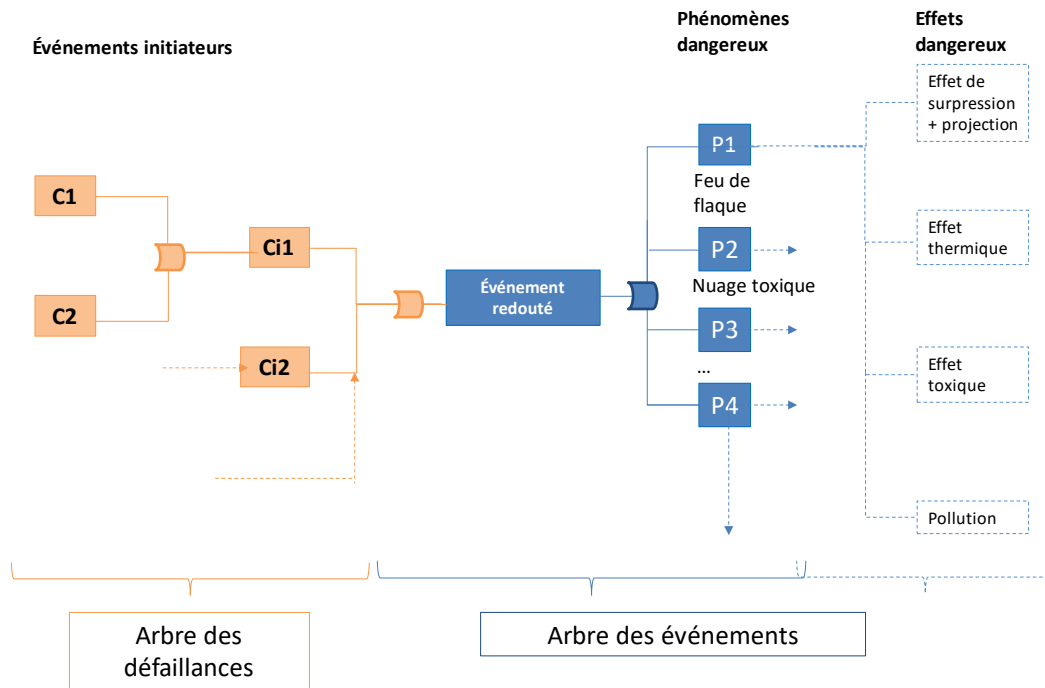 Événements initiateurs
Phénomènes
dangereux
Effets
dangereux
Effet de
surpression
+ projection
P1
Feu de
flaque
C1
Ci1
P2
Nuage toxique
Effet
thermique
Événement
redouté
C2
P3
...
Ci2
P4
Effet
toxique
Pollution
Arbre des
défaillances
Arbre des événements